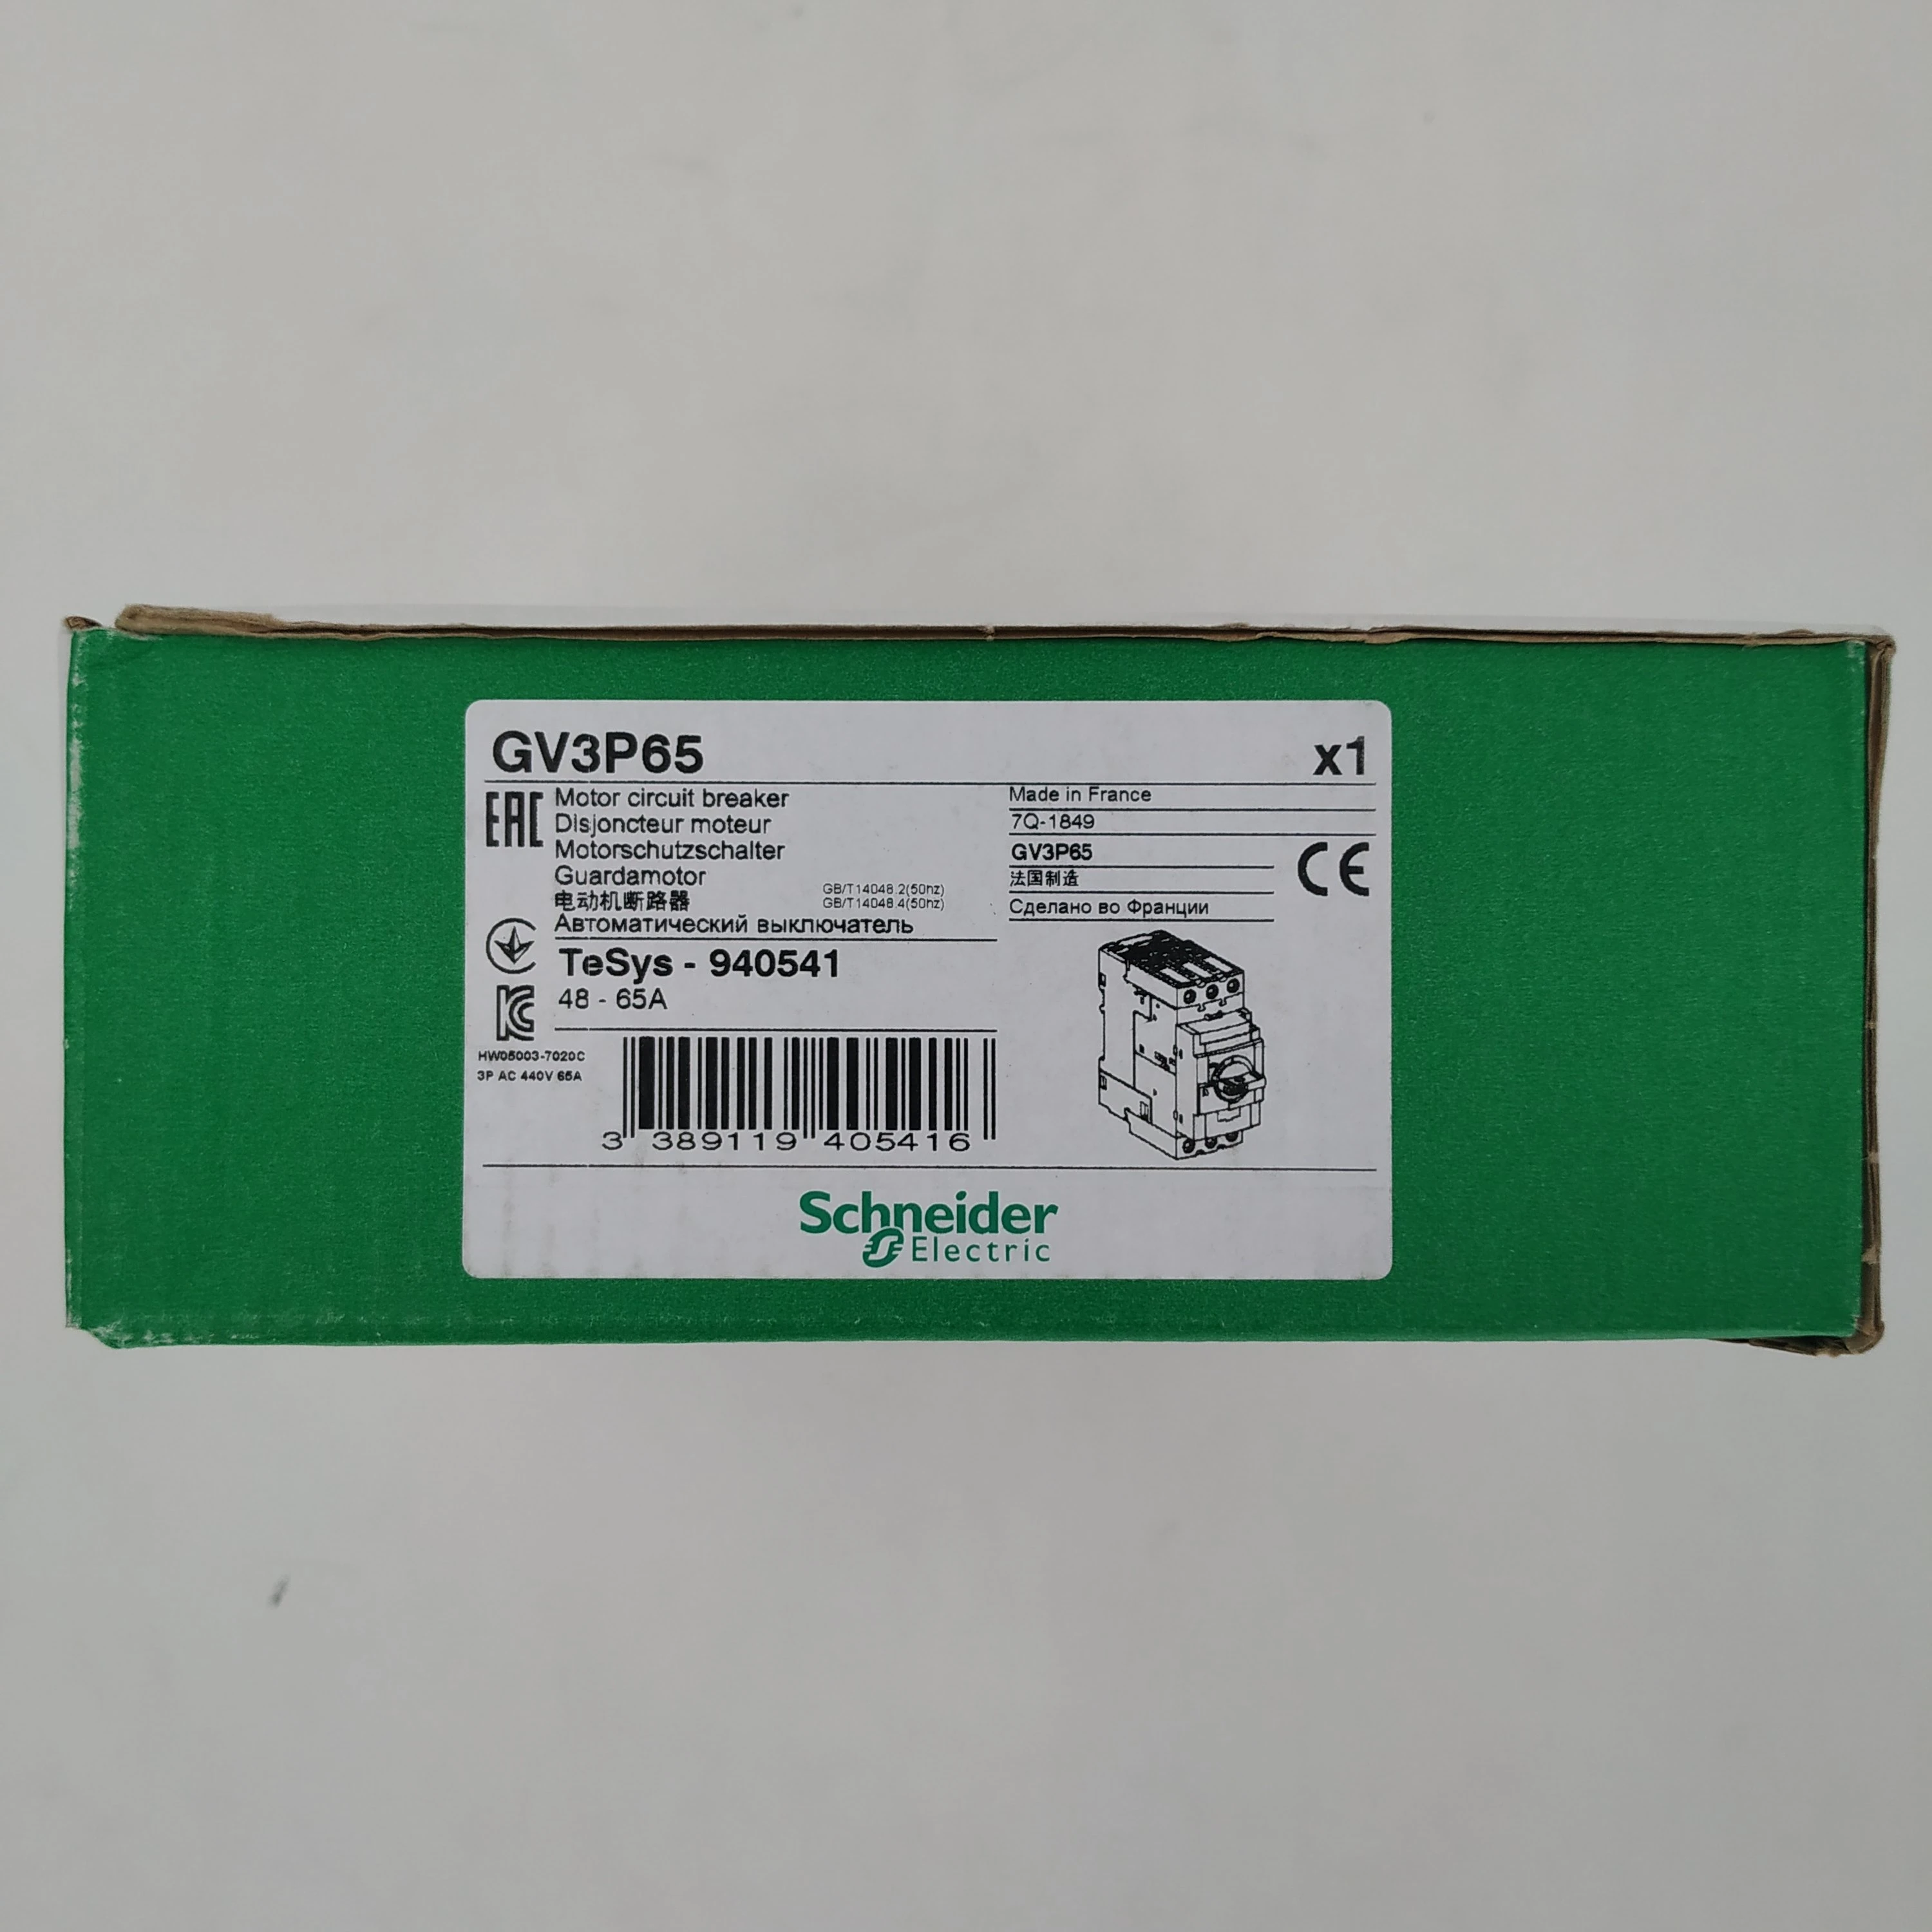 GV3P65 x1
EAC
Motor circuit breaker
Disjoncteur moteur
Motorschutzschalter
Guardamotor
电动机断路器
GB/T14048.2(50hz)
GB/T14048.4(50hz)
Автоматический выключатель
TeSys - 940541
48 - 65A
HW05003-7020C
3P AC 440V 65A
3 389119 405416
Made in France
7Q-1849
GV3P65
法国制造
Сделано во Франции
CE
Schneider
Electric